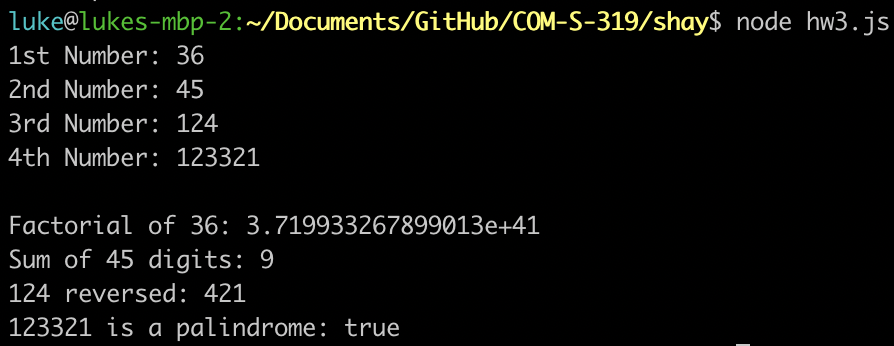 luke@lukes-mbp-2:~/Documents/GitHub/COM-S-319/shay$ node hw3.js
1st Number: 36
2nd Number: 45
3rd Number: 124
4th Number: 123321
Factorial of 36: 3.719933267899013e+41
Sum of 45 digits: 9
124 reversed: 421
123321 is a palindrome: true